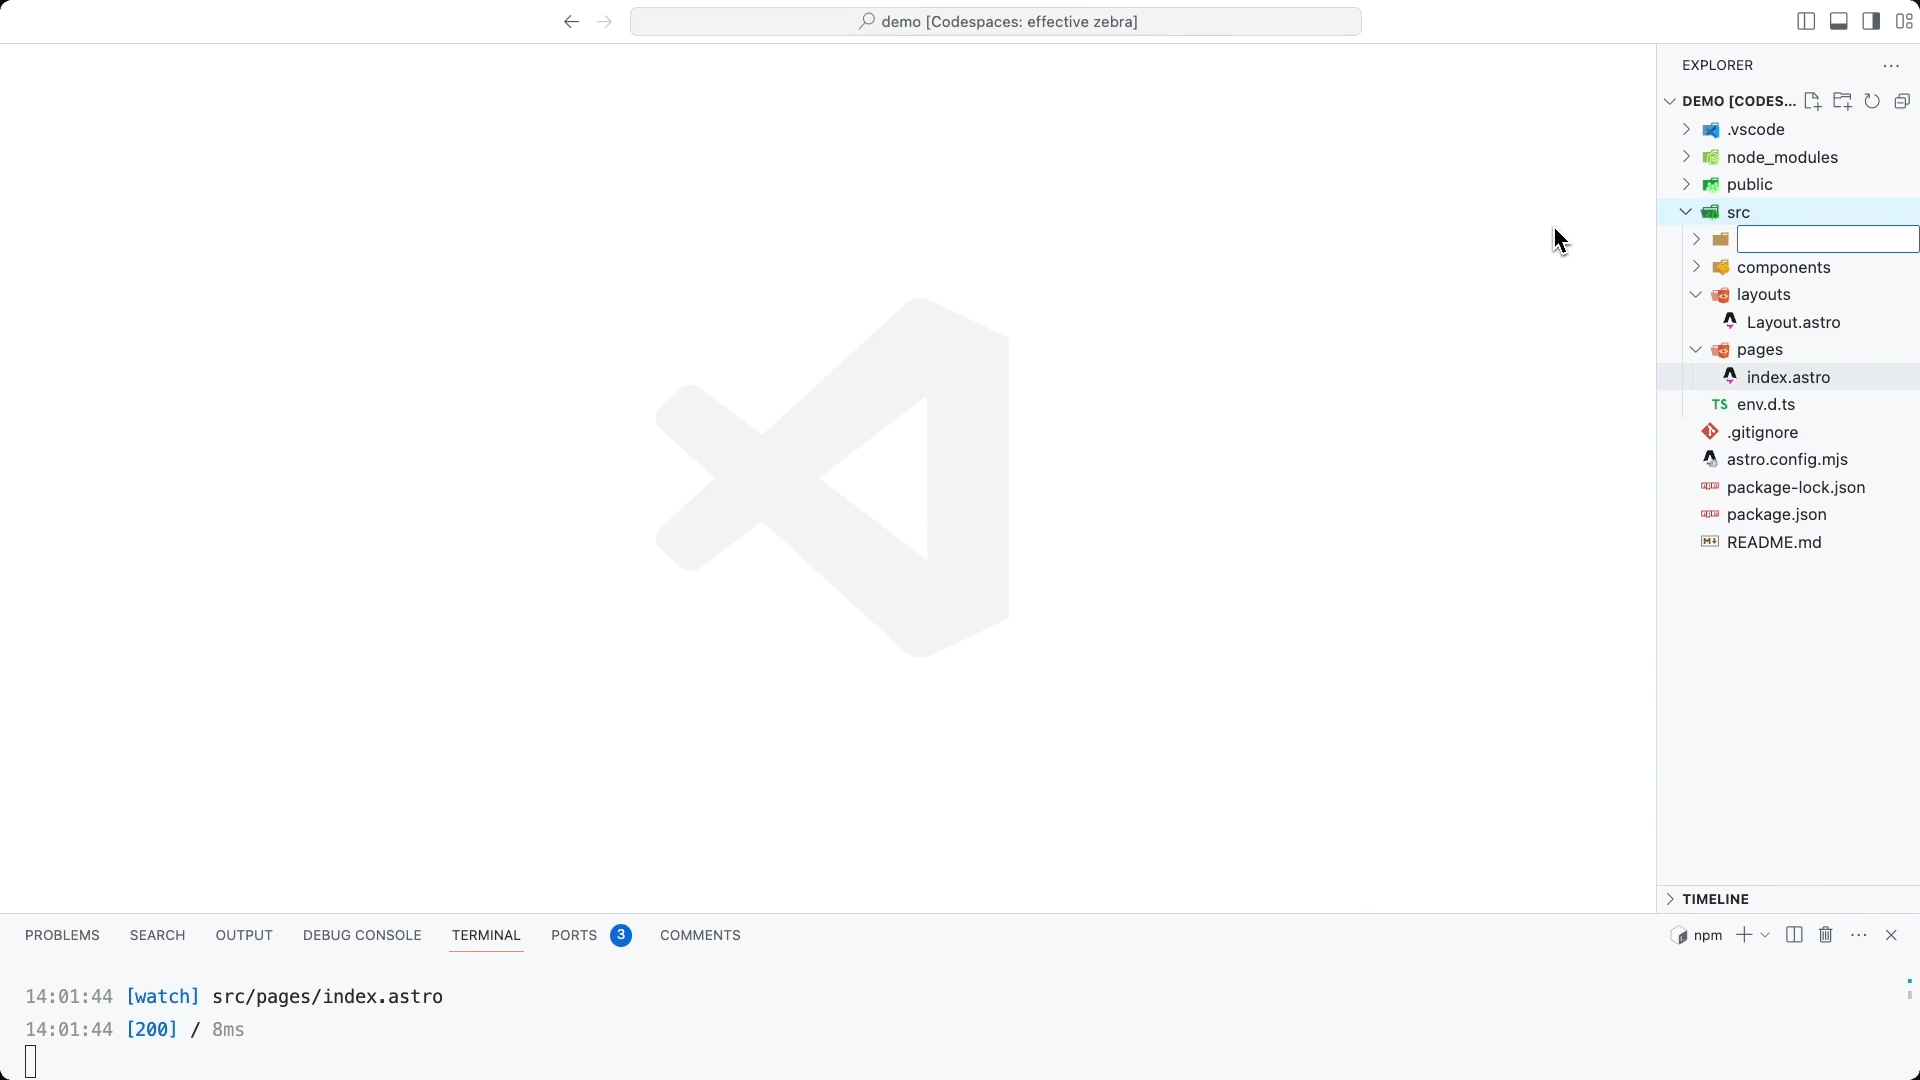 demo [Codespaces: effective zebra]
EXPLORER
DEMO [CODES...
.vscode
node_modules
public
src
components
layouts
Layout.astro
pages
index.astro
TS env.d.ts
.gitignore
astro.config.mjs
package-lock.json
package.json
README.md
TIMELINE
PROBLEMS SEARCH OUTPUT DEBUG CONSOLE TERMINAL PORTS 3 COMMENTS
npm
14:01:44 [watch] src/pages/index.astro
14:01:44 [200] / 8ms